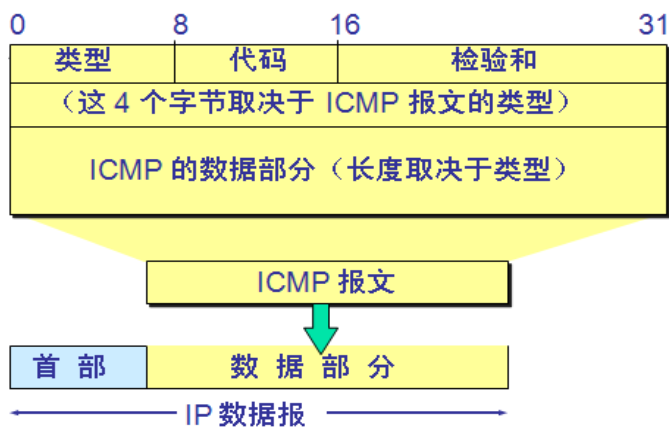 0 8 16 31
类型 代码 检验和
（这 4 个字节取决于 ICMP 报文的类型）
ICMP 的数据部分（长度取决于类型）
ICMP 报文
首 部 数 据 部 分
IP 数据报